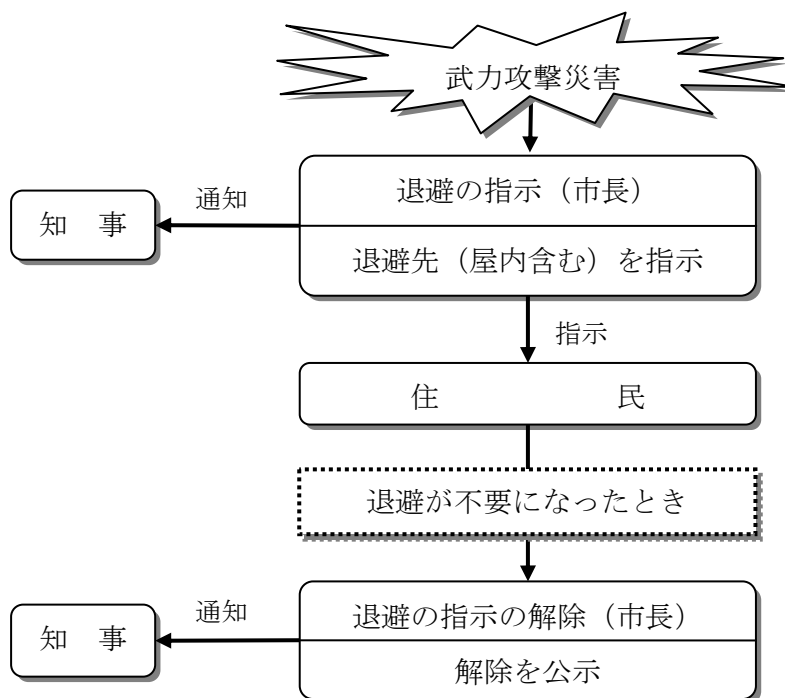 武力攻撃災害
退避の指示（市長）
通知
知　事
退避先（屋内含む）を指示
指示
住　　　　　民
退避が不要になったとき
退避の指示の解除（市長）
通知
知　事
解除を公示